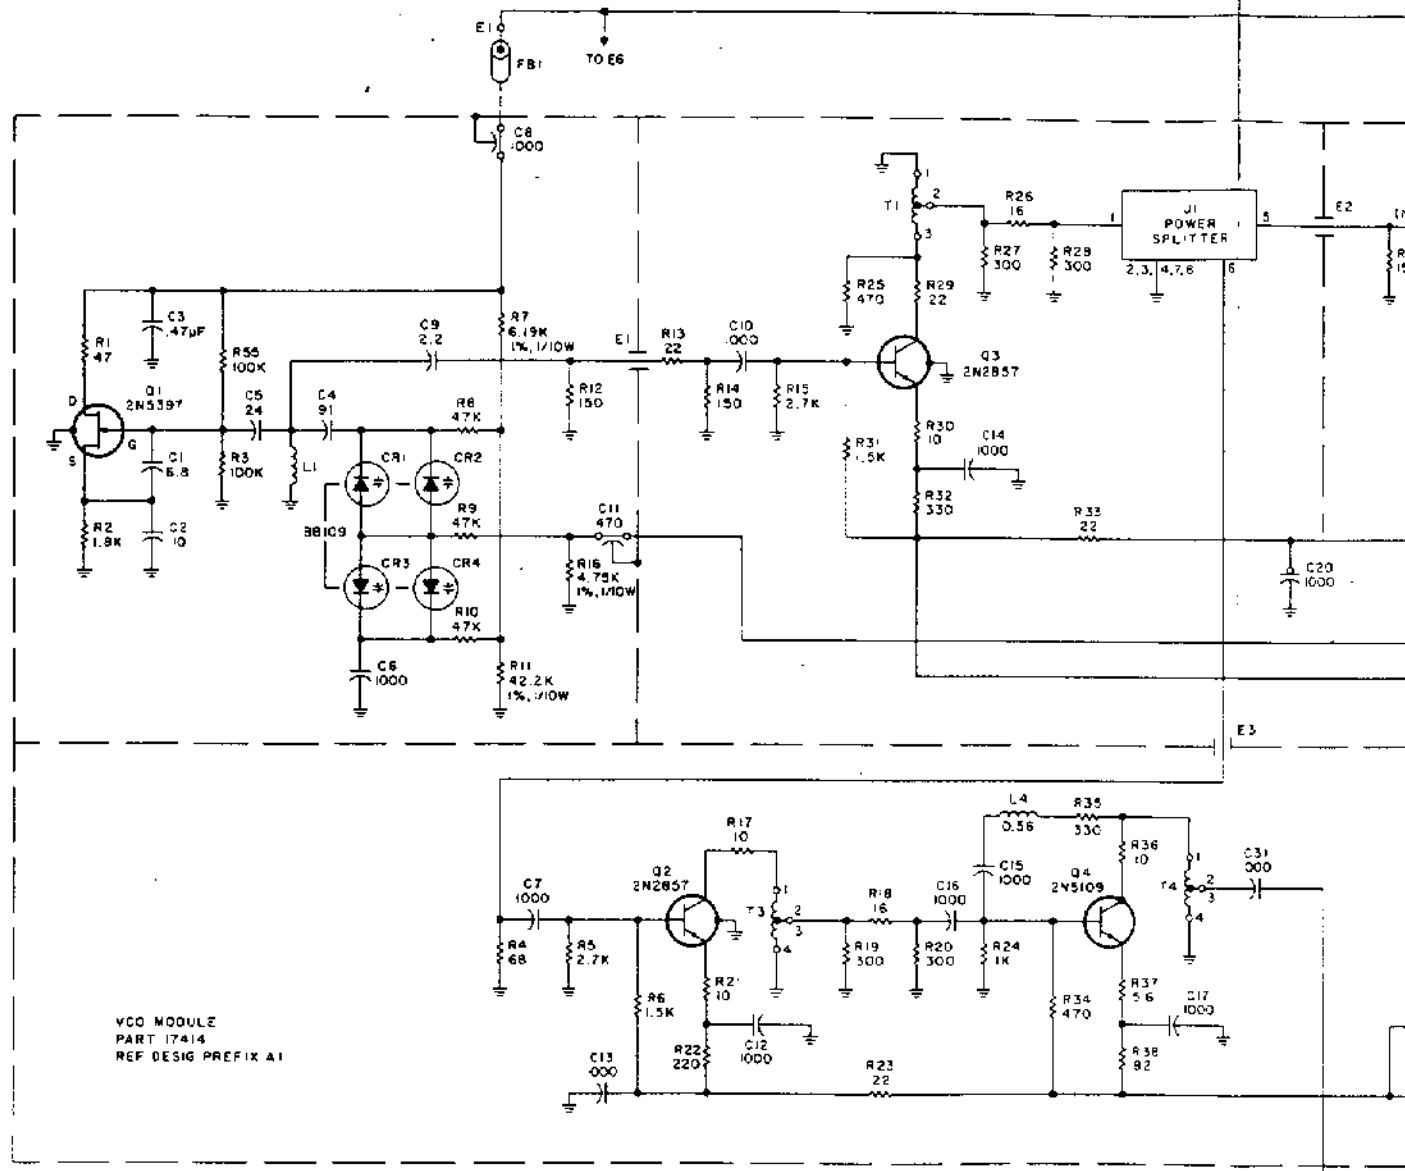 E1
FB1
TO E6
C8
1000
T1
1
2
3
R26
16
R27
300
R28
300
1
J1
POWER
SPLITTER
5
2,3, 4,7,8
6
E2
R25
470
R29
22
C3
.47µF
R1
47
R55
100K
R7
6.19K
1%, 1/10W
C9
2.2
E1
R13
22
C10
1000
Q3
2N2857
Q1
2N5397
D
G
S
C5
24
C4
91
R8
47K
R12
150
R14
150
R15
2.7K
R30
10
R31
1.5K
C14
1000
C1
6.8
R3
100K
L1
CR1
CR2
R32
330
R33
22
R2
1.8K
C2
10
BB109
R9
47K
C11
470
R16
4.75K
1%, 1/10W
CR3
CR4
R10
47K
C20
1000
C6
1000
R11
42.2K
1%, 1/10W
E3
R17
10
L4
0.56
R35
330
R36
10
C31
Q2
2N2857
C7
1000
T3
1
2
3
4
R18
16
C16
1000
C15
1000
Q4
2N5109
T4
1
2
3
4
R4
68
R5
2.7K
R19
300
R20
300
R24
1K
R6
1.5K
R21
10
R34
470
R37
5.6
C17
1000
C12
1000
R22
220
R38
82
C13
R23
22
VCO MODULE
PART 17414
REF DESIG PREFIX A1